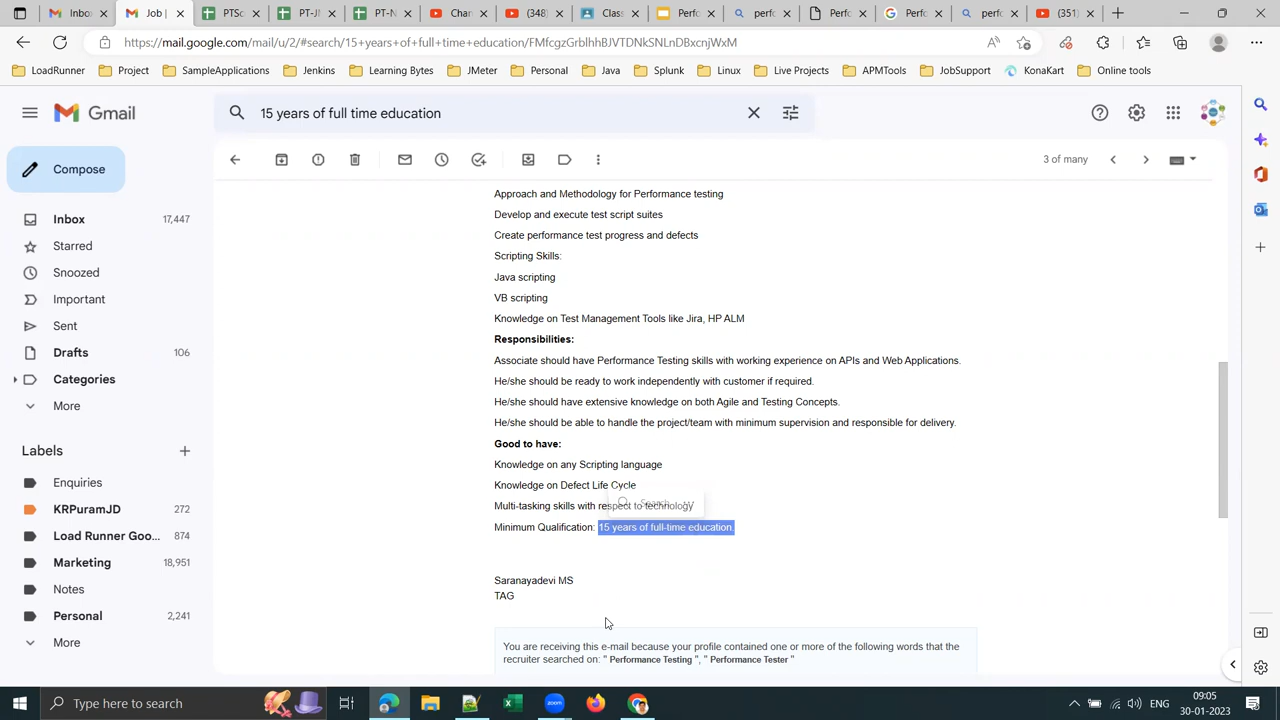 Inbo
Job |
PTSc
PT-JI
PT-N
Chan
(348)
Class
Perfo
perfo
Perfo
Perfo
perfo
(351)
https://mail.google.com/mail/u/2/#search/15+years+of+full+time+education/FMfcgzGrblhhBJVTDNkSNLnDBxcnjWxM
LoadRunner
Project
SampleApplications
Jenkins
Learning Bytes
JMeter
Personal
Java
Splunk
Linux
Live Projects
APMTools
JobSupport
KonaKart
Online tools
Gmail
15 years of full time education
Compose
3 of many
Inbox 17,447
Starred
Snoozed
Important
Sent
Drafts 106
Categories
More
Labels
Enquiries
KRPuramJD 272
Load Runner Goo... 874
Marketing 18,951
Notes
Personal 2,241
More
Approach and Methodology for Performance testing
Develop and execute test script suites
Create performance test progress and defects
Scripting Skills:
Java scripting
VB scripting
Knowledge on Test Management Tools like Jira, HP ALM
Responsibilities:
Associate should have Performance Testing skills with working experience on APIs and Web Applications.
He/she should be ready to work independently with customer if required.
He/she should have extensive knowledge on both Agile and Testing Concepts.
He/she should be able to handle the project/team with minimum supervision and responsible for delivery.
Good to have:
Knowledge on any Scripting language
Knowledge on Defect Life Cycle
Search
Multi-tasking skills with respect to technology
Minimum Qualification: 15 years of full-time education.
Saranayadevi MS
TAG
You are receiving this e-mail because your profile contained one or more of the following words that the
recruiter searched on: " Performance Testing ", " Performance Tester "
Type here to search
ENG
09:05
30-01-2023